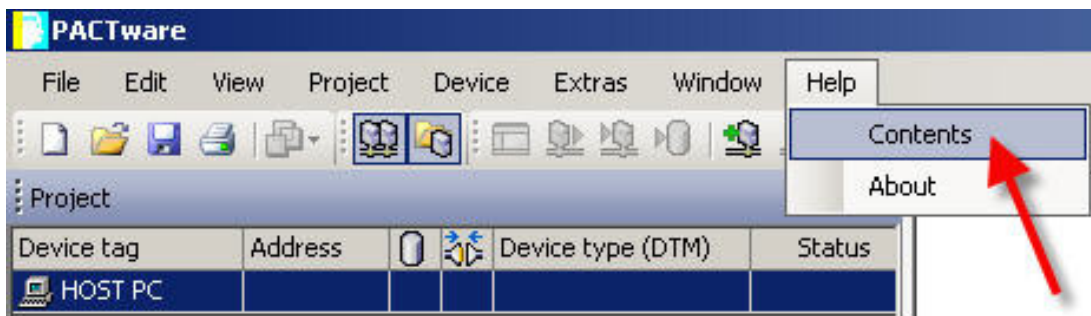 PACTware
File Edit View Project Device Extras Window Help
Contents
About
Project
Device tag Address Device type (DTM) Status
HOST PC